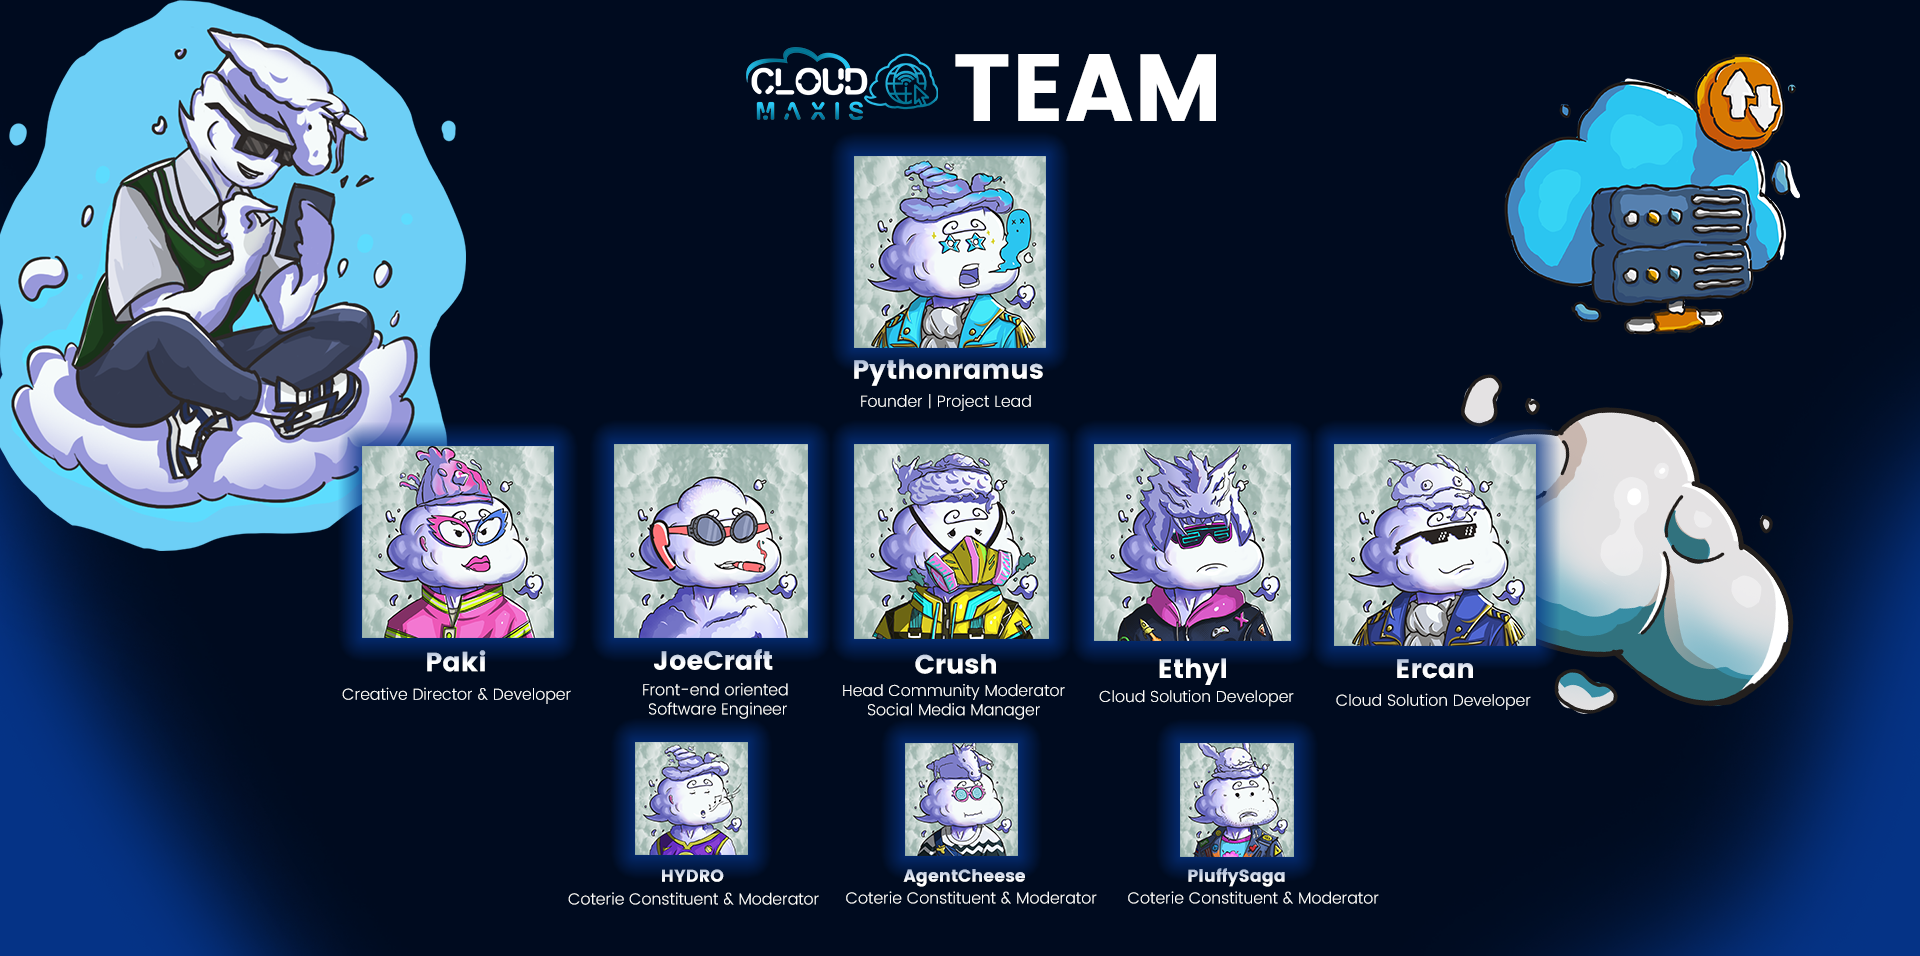 CLOUD
MAXIS
TEAM
Pythonramus
Founder | Project Lead
Paki
Creative Director & Developer
JoeCraft
Front-end oriented
Software Engineer
Crush
Head Community Moderator
Social Media Manager
Ethyl
Cloud Solution Developer
Ercan
Cloud Solution Developer
HYDRO
Coterie Constituent & Moderator
AgentCheese
Coterie Constituent & Moderator
PluffySaga
Coterie Constituent & Moderator